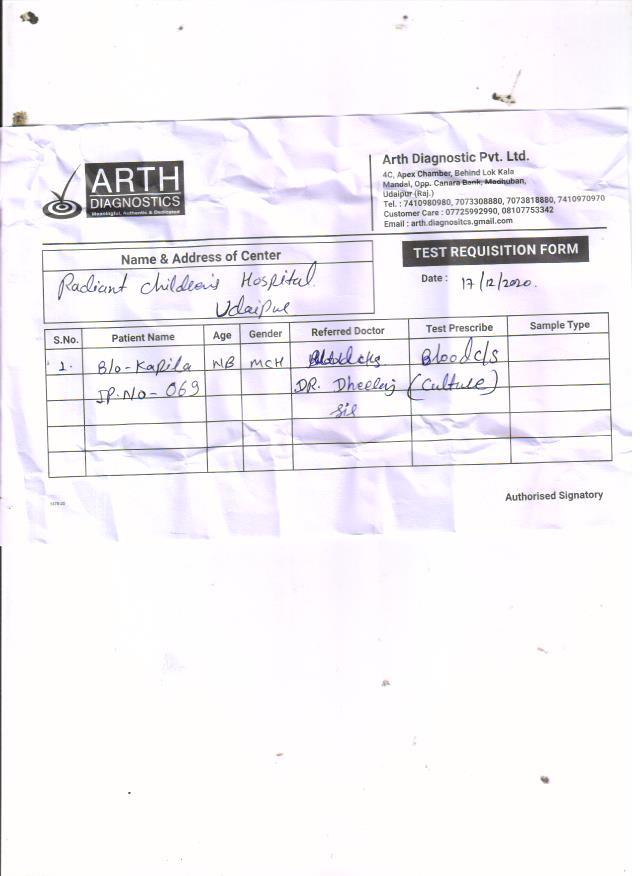 ARTH
DIAGNOSTICS
Meaningful, Authentic & Dedicated
Arth Diagnostic Pvt. Ltd.
4C, Apex Chamber, Behind Lok Kala
Mandal, Opp. Canara Bank, Madhuban,
Udaipur (Raj.)
Tel. : 7410980980, 7073308880, 7073818880, 7410970970
Customer Care : 07725992990, 08107753342
Email : arth.diagnositcs.gmail.com
Name & Address of Center
TEST REQUISITION FORM
Radiant Children's Hospital
Udaipur
Date : 17/12/2020.
S.No. Patient Name Age Gender Referred Doctor Test Prescribe Sample Type
1. B/o-Kapila NB MCH Blood c/s
IP.No-069 DR. Dheeraj (Culture)
Sir
Authorised Signatory